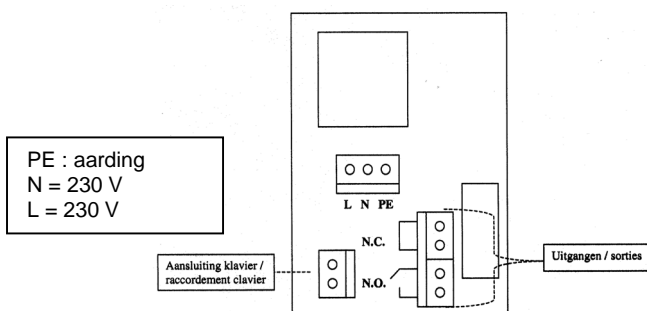 PE : aarding
N = 230 V
L = 230 V
L N PE
N.C.
Aansluiting klavier /
raccordement clavier
N.O.
Uitgangen / sorties